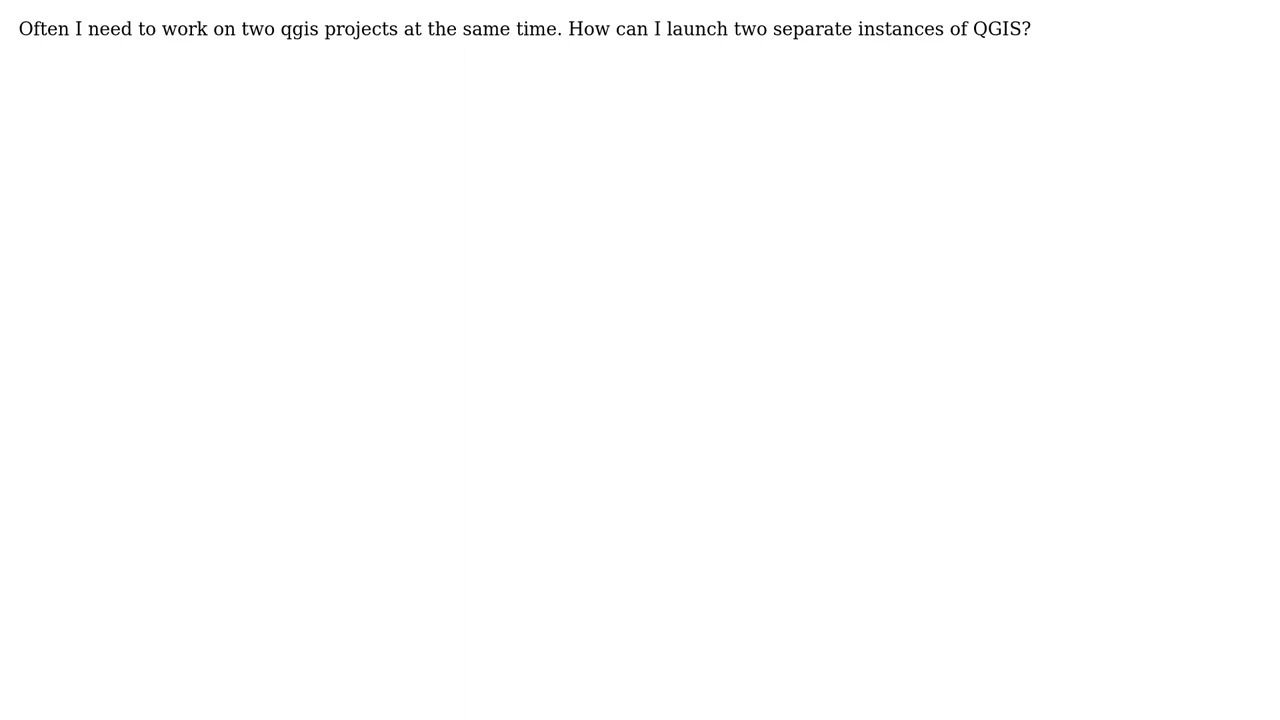 Often I need to work on two qgis projects at the same time. How can I launch two separate instances of QGIS?